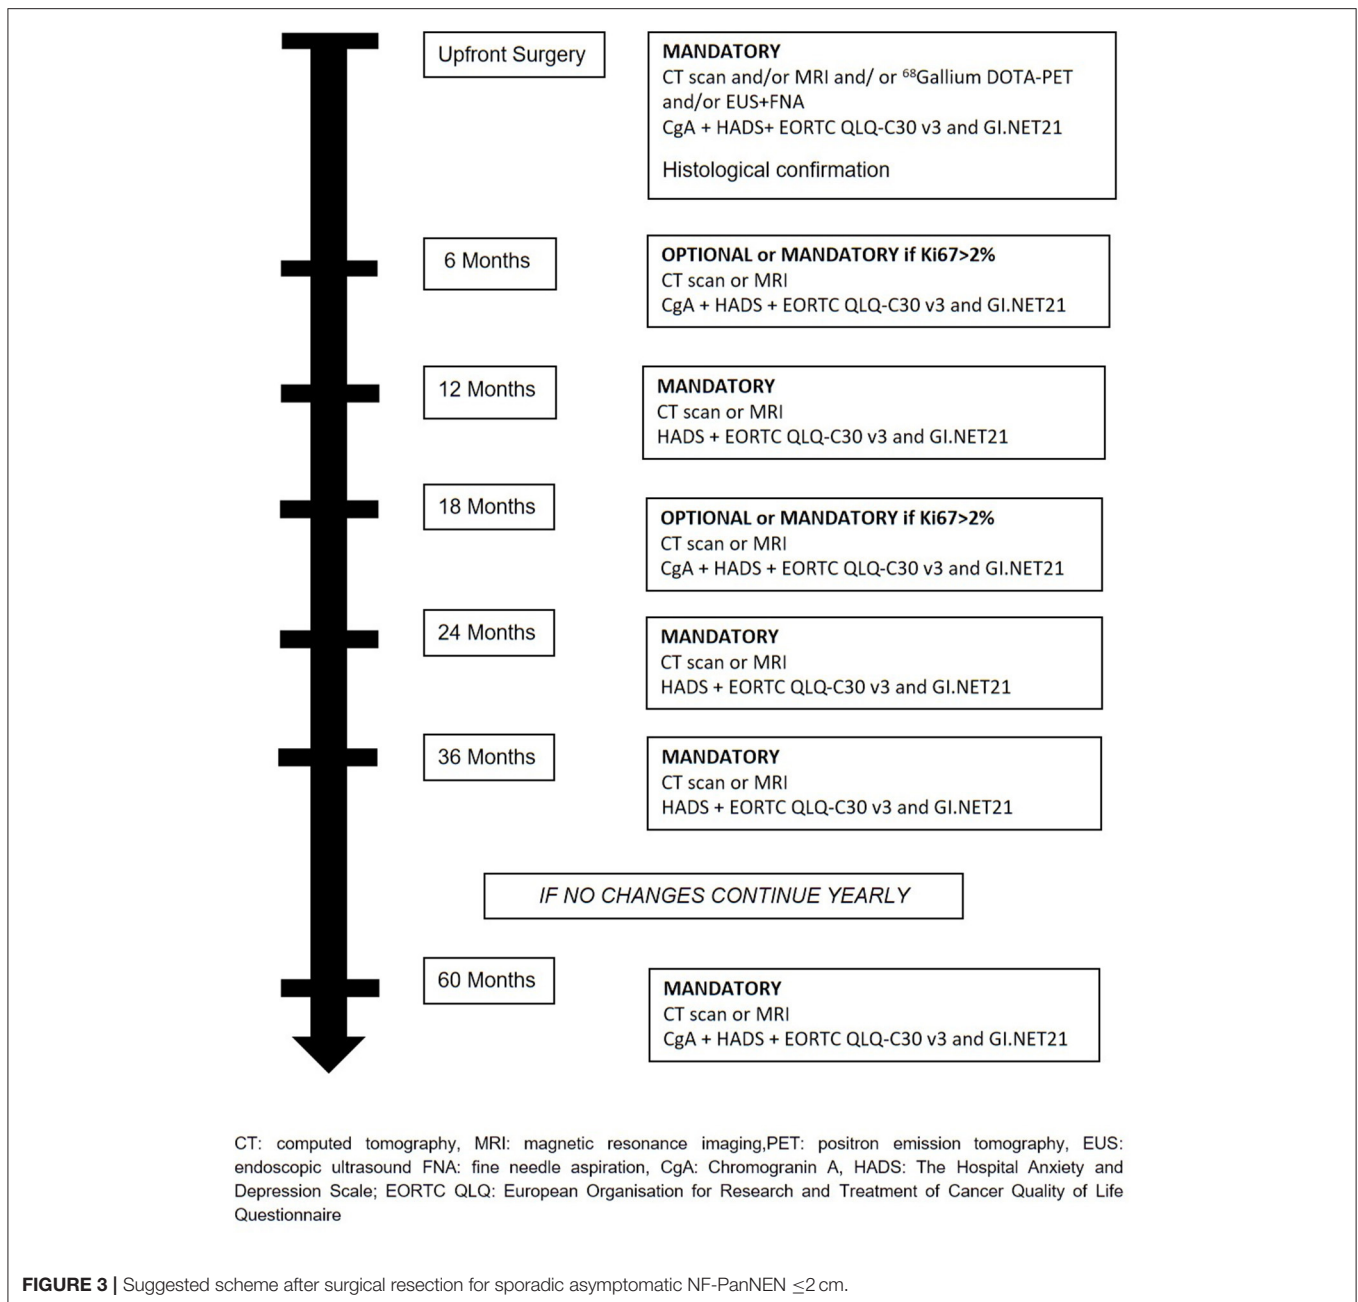 Upfront Surgery
MANDATORY
CT scan and/or MRI and/ or ⁶⁸Gallium DOTA-PET
and/or EUS+FNA
CgA + HADS+ EORTC QLQ-C30 v3 and GI.NET21
Histological confirmation
6 Months
OPTIONAL or MANDATORY if Ki67>2%
CT scan or MRI
CgA + HADS + EORTC QLQ-C30 v3 and GI.NET21
12 Months
MANDATORY
CT scan or MRI
HADS + EORTC QLQ-C30 v3 and GI.NET21
18 Months
OPTIONAL or MANDATORY if Ki67>2%
CT scan or MRI
CgA + HADS + EORTC QLQ-C30 v3 and GI.NET21
24 Months
MANDATORY
CT scan or MRI
HADS + EORTC QLQ-C30 v3 and GI.NET21
36 Months
MANDATORY
CT scan or MRI
HADS + EORTC QLQ-C30 v3 and GI.NET21
IF NO CHANGES CONTINUE YEARLY
60 Months
MANDATORY
CT scan or MRI
CgA + HADS + EORTC QLQ-C30 v3 and GI.NET21
CT: computed tomography, MRI: magnetic resonance imaging,PET: positron emission tomography, EUS:
endoscopic ultrasound FNA: fine needle aspiration, CgA: Chromogranin A, HADS: The Hospital Anxiety and
Depression Scale; EORTC QLQ: European Organisation for Research and Treatment of Cancer Quality of Life
Questionnaire
FIGURE 3 | Suggested scheme after surgical resection for sporadic asymptomatic NF-PanNEN ≤2 cm.